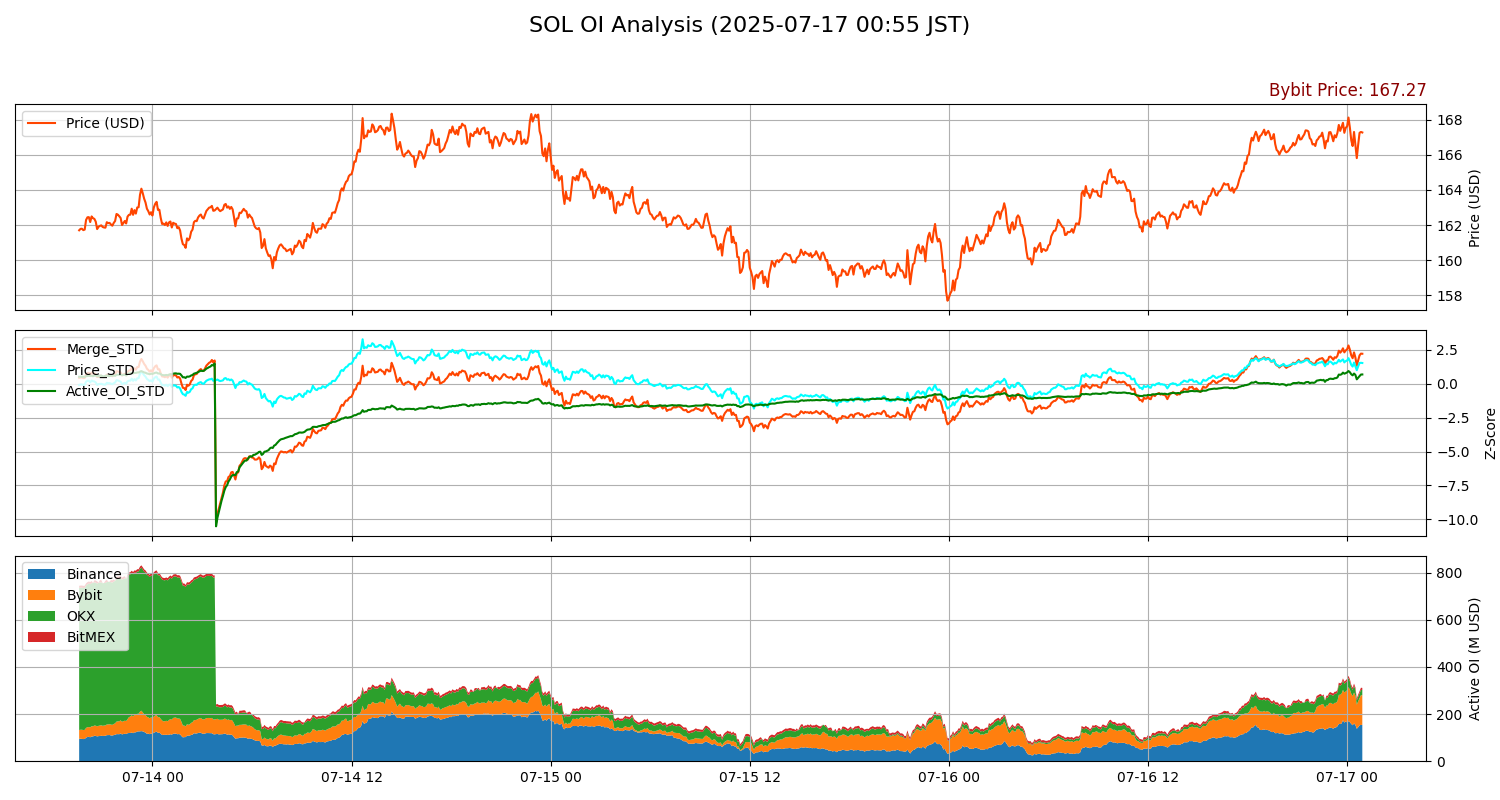 SOL OI Analysis (2025-07-17 00:55 JST)
Bybit Price: 167.27
Price (USD)
168
166
164
162
160
158
Price (USD)
Merge_STD
Price_STD
Active_OI_STD
2.5
0.0
−2.5
−5.0
−7.5
−10.0
Z-Score
Binance
Bybit
OKX
BitMEX
800
600
400
200
0
Active OI (M USD)
07-14 00
07-14 12
07-15 00
07-15 12
07-16 00
07-16 12
07-17 00